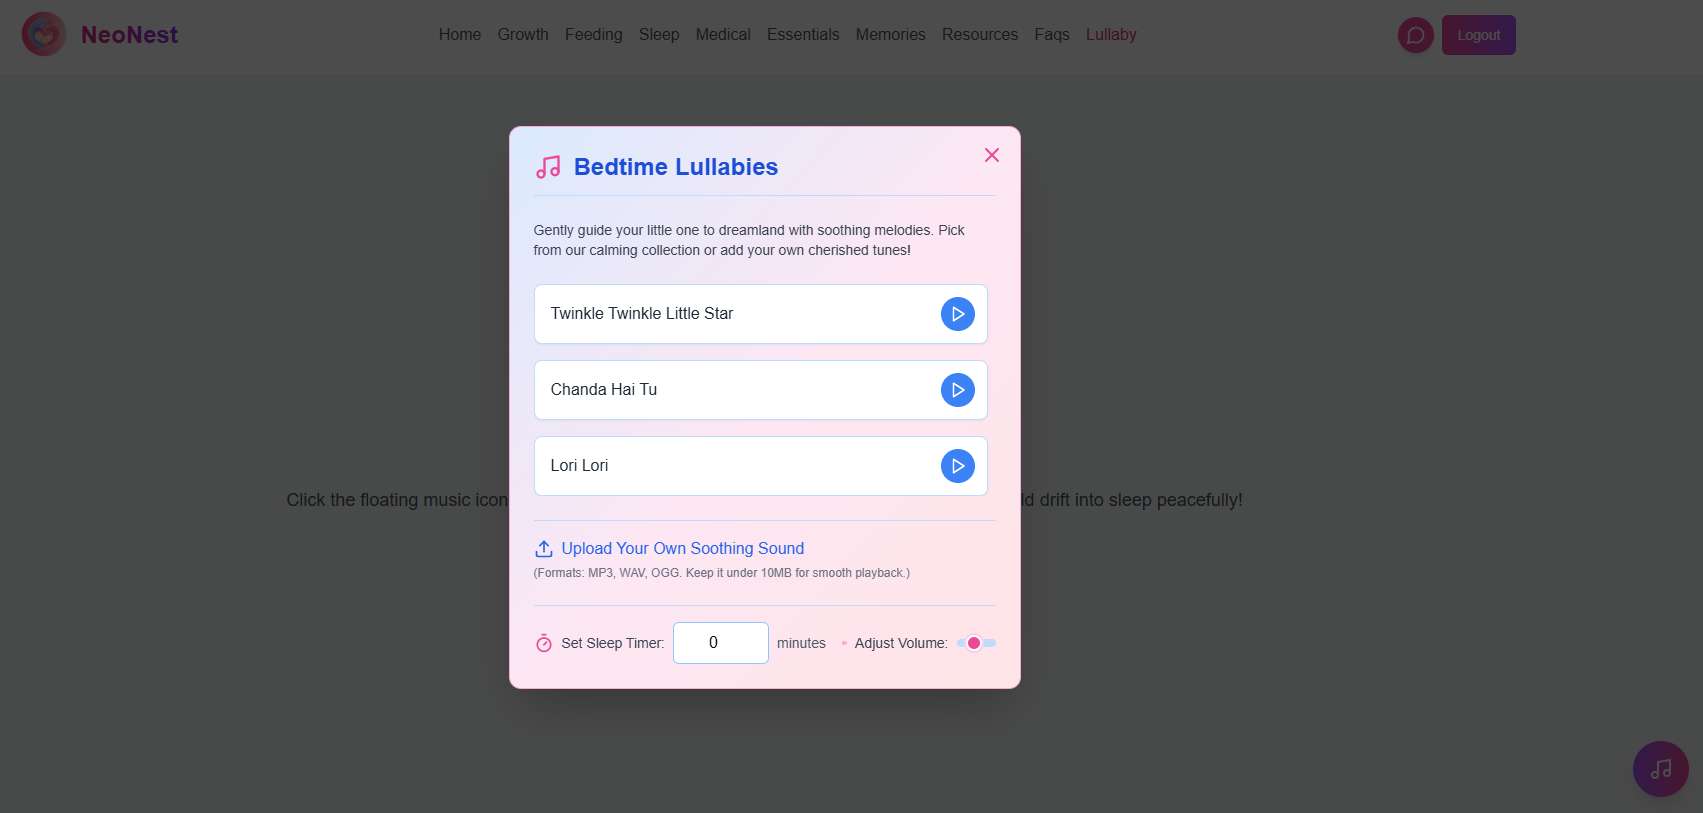 NeoNest
Home Growth Feeding Sleep Medical Essentials Memories Resources Faqs Lullaby
Logout
Bedtime Lullabies
Gently guide your little one to dreamland with soothing melodies. Pick
from our calming collection or add your own cherished tunes!
Twinkle Twinkle Little Star
Chanda Hai Tu
Lori Lori
Click the floating music icon
drift into sleep peacefully!
Upload Your Own Soothing Sound
(Formats: MP3, WAV, OGG. Keep it under 10MB for smooth playback.)
Set Sleep Timer: 0 minutes Adjust Volume: